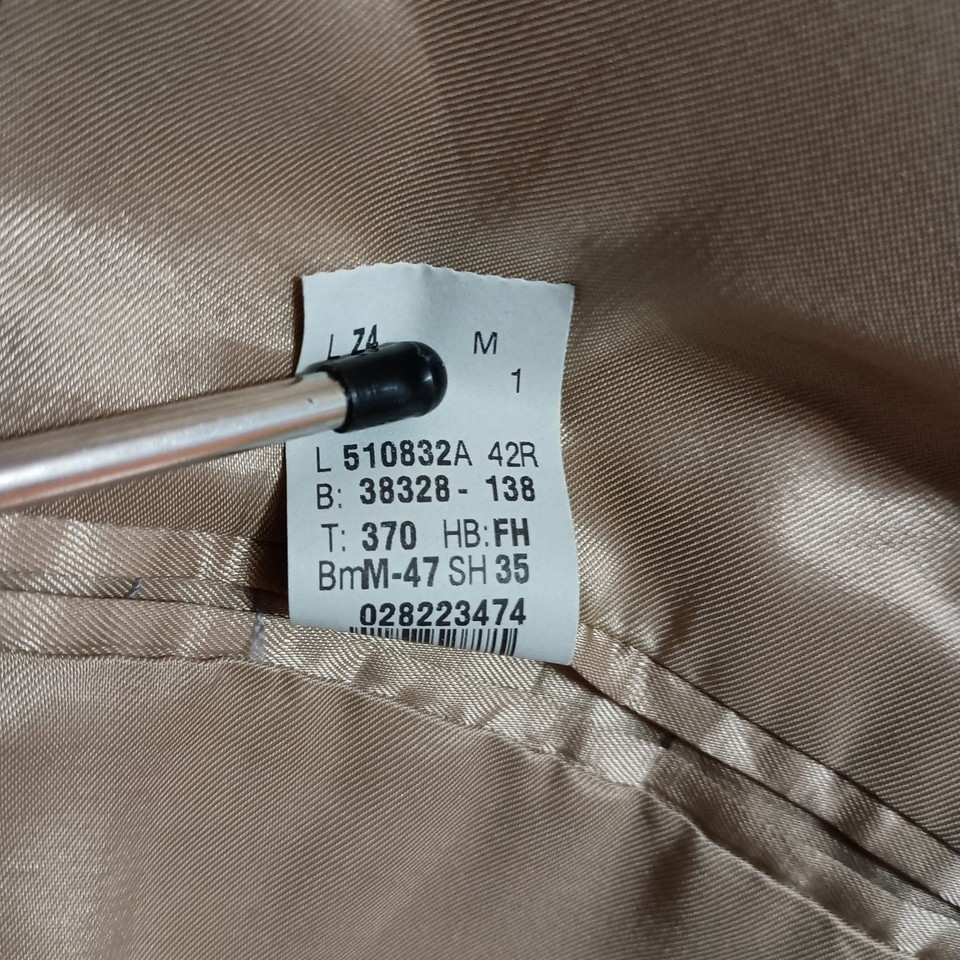 L Z4 M
1
L 510832A 42R
B: 38328 - 138
T: 370 HB: FH
BmM-47 SH 35
028223474